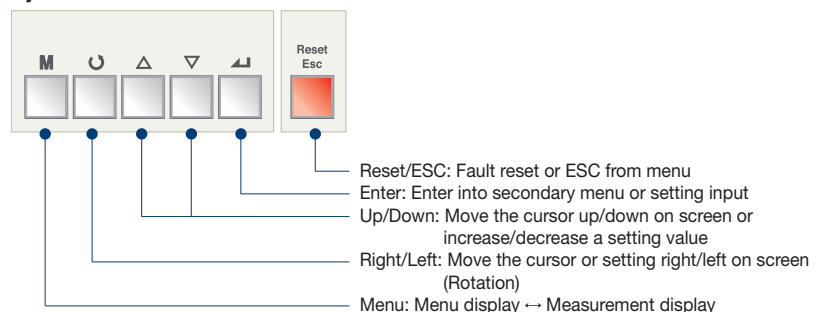 M
Reset
Esc
Reset/ESC: Fault reset or ESC from menu
Enter: Enter into secondary menu or setting input
Up/Down: Move the cursor up/down on screen or
increase/decrease a setting value
Right/Left: Move the cursor or setting right/left on screen
(Rotation)
Menu: Menu display ↔ Measurement display